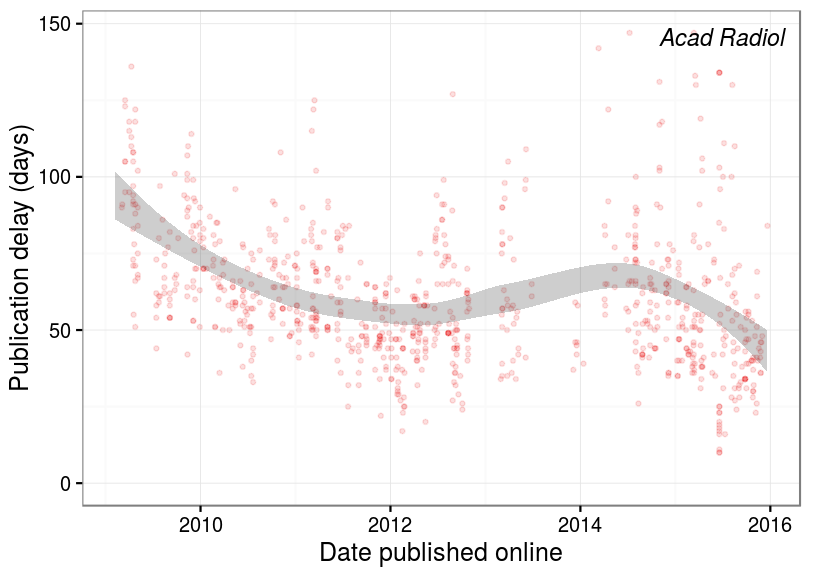 Acad Radiol
Publication delay (days)
150
100
50
0
2010 2012 2014 2016
Date published online